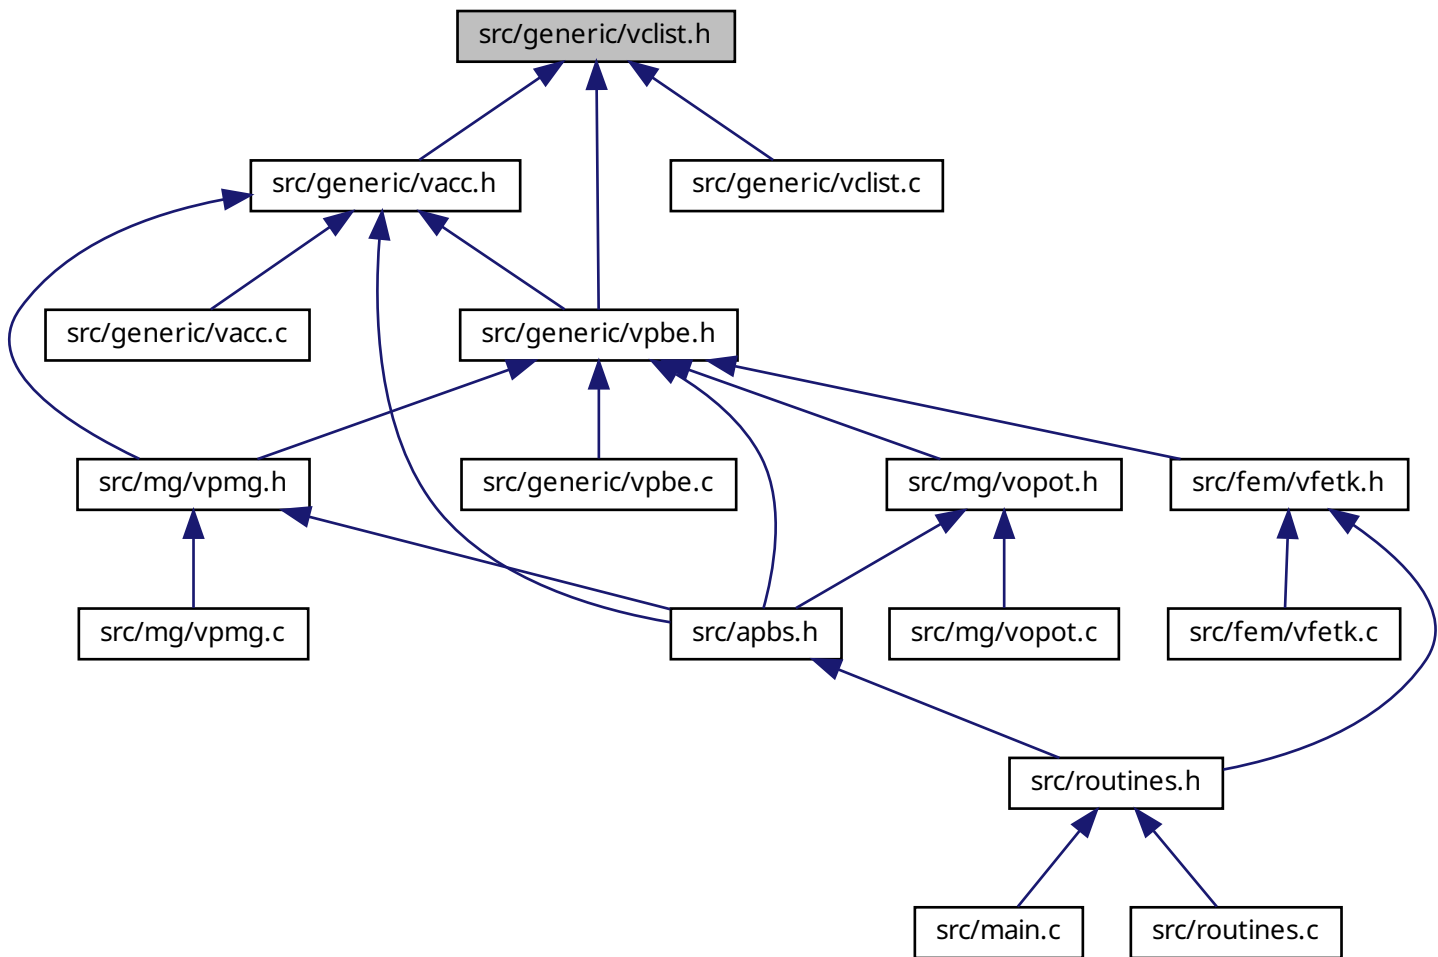 src/generic/vclist.h
src/generic/vacc.h
src/generic/vclist.c
src/generic/vacc.c
src/generic/vpbe.h
src/mg/vpmg.h
src/generic/vpbe.c
src/mg/vopot.h
src/fem/vfetk.h
src/mg/vpmg.c
src/apbs.h
src/mg/vopot.c
src/fem/vfetk.c
src/routines.h
src/main.c
src/routines.c